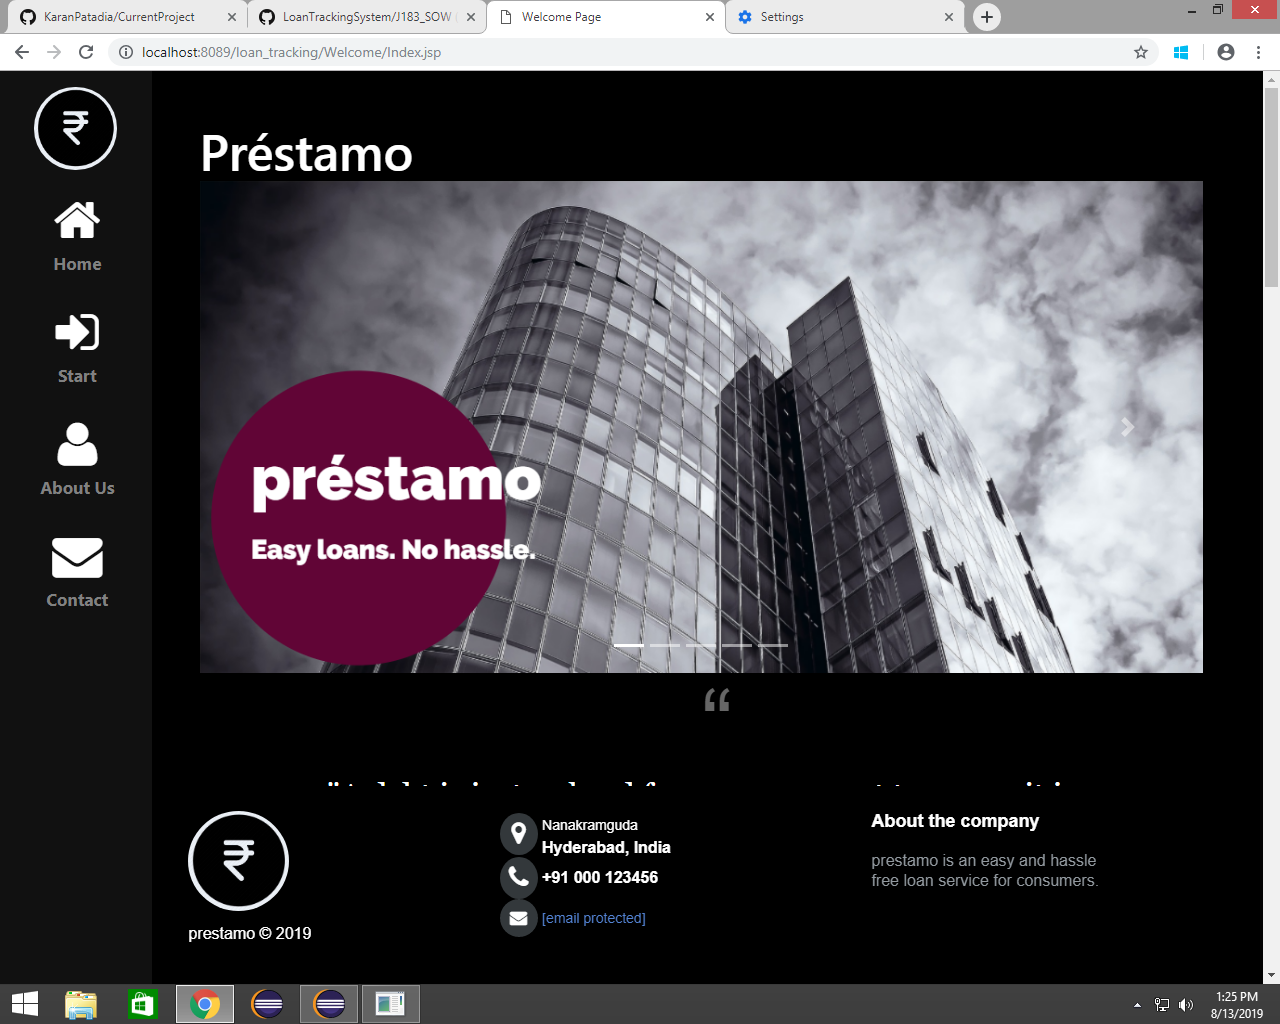 KaranPatadia/CurrentProject
LoanTrackingSystem/J183_SOW
Welcome Page
Settings
localhost:8089/loan_tracking/Welcome/Index.jsp
Home
Start
About Us
Contact
Préstamo
préstamo
Easy loans. No hassle.
“
prestamo © 2019
Nanakramguda
Hyderabad, India
+91 000 123456
[email protected]
About the company
prestamo is an easy and hassle
free loan service for consumers.
1:25 PM
8/13/2019